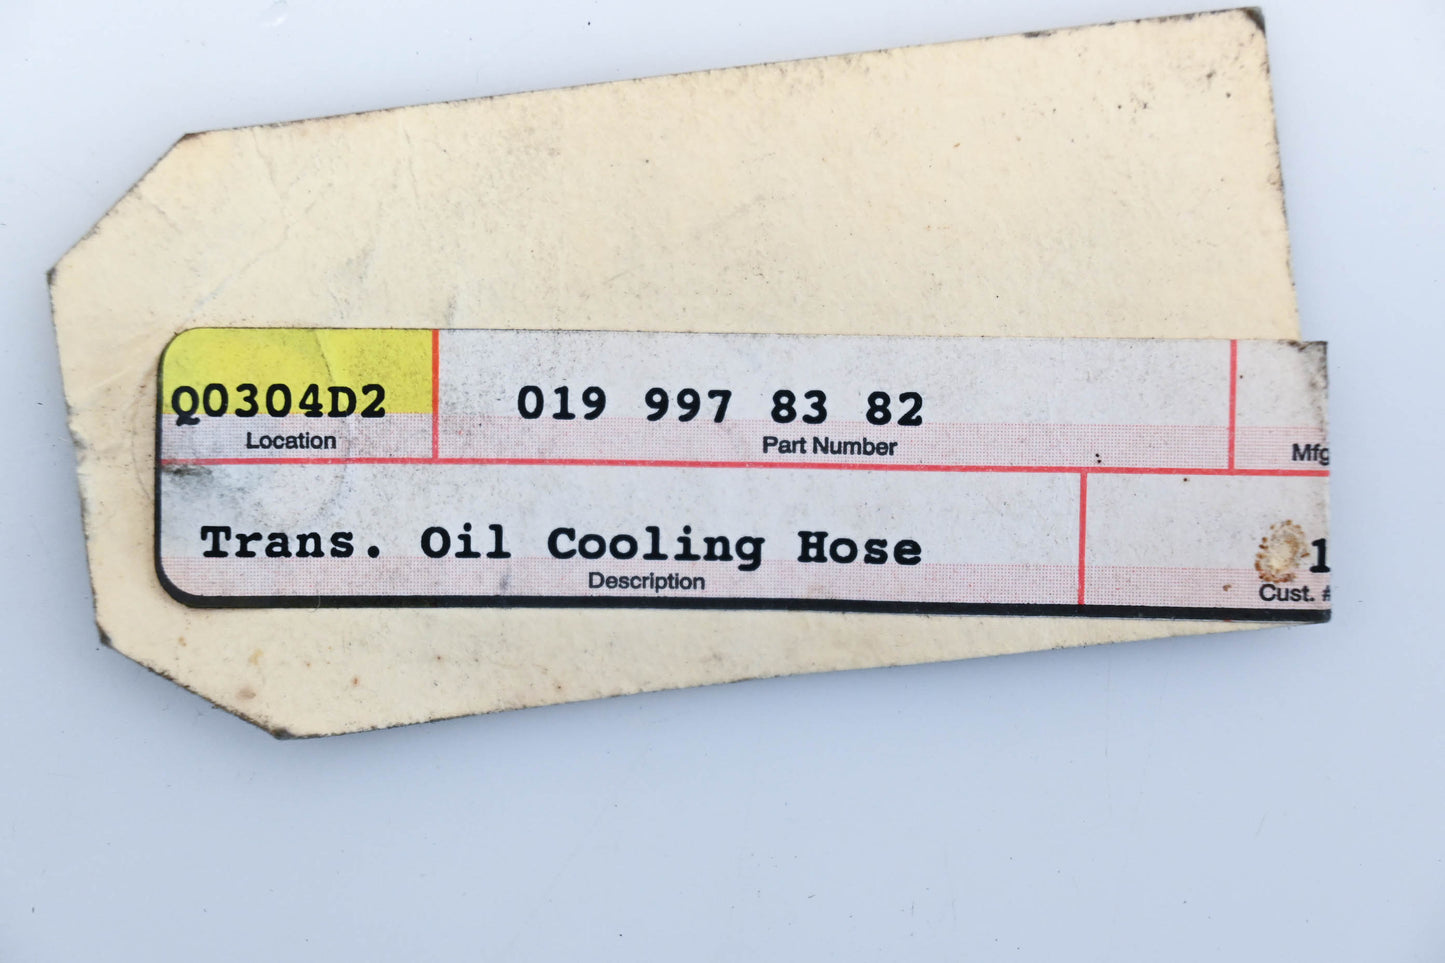 Q0304D2 019 997 83 82
Location Part Number Mfg
Trans. Oil Cooling Hose 1
Description Cust. #